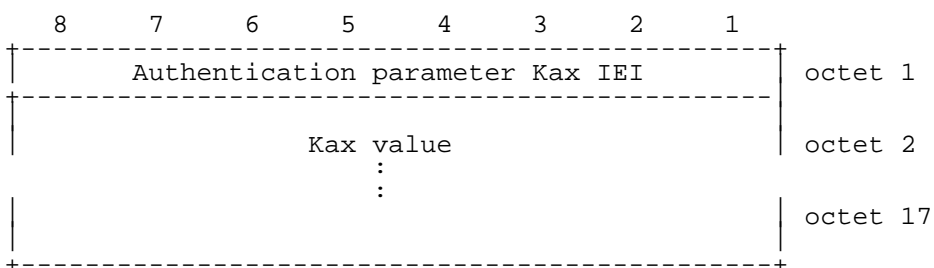 8 7 6 5 4 3 2 1
Authentication parameter Kax IEI octet 1
Kax value octet 2
:
:
octet 17